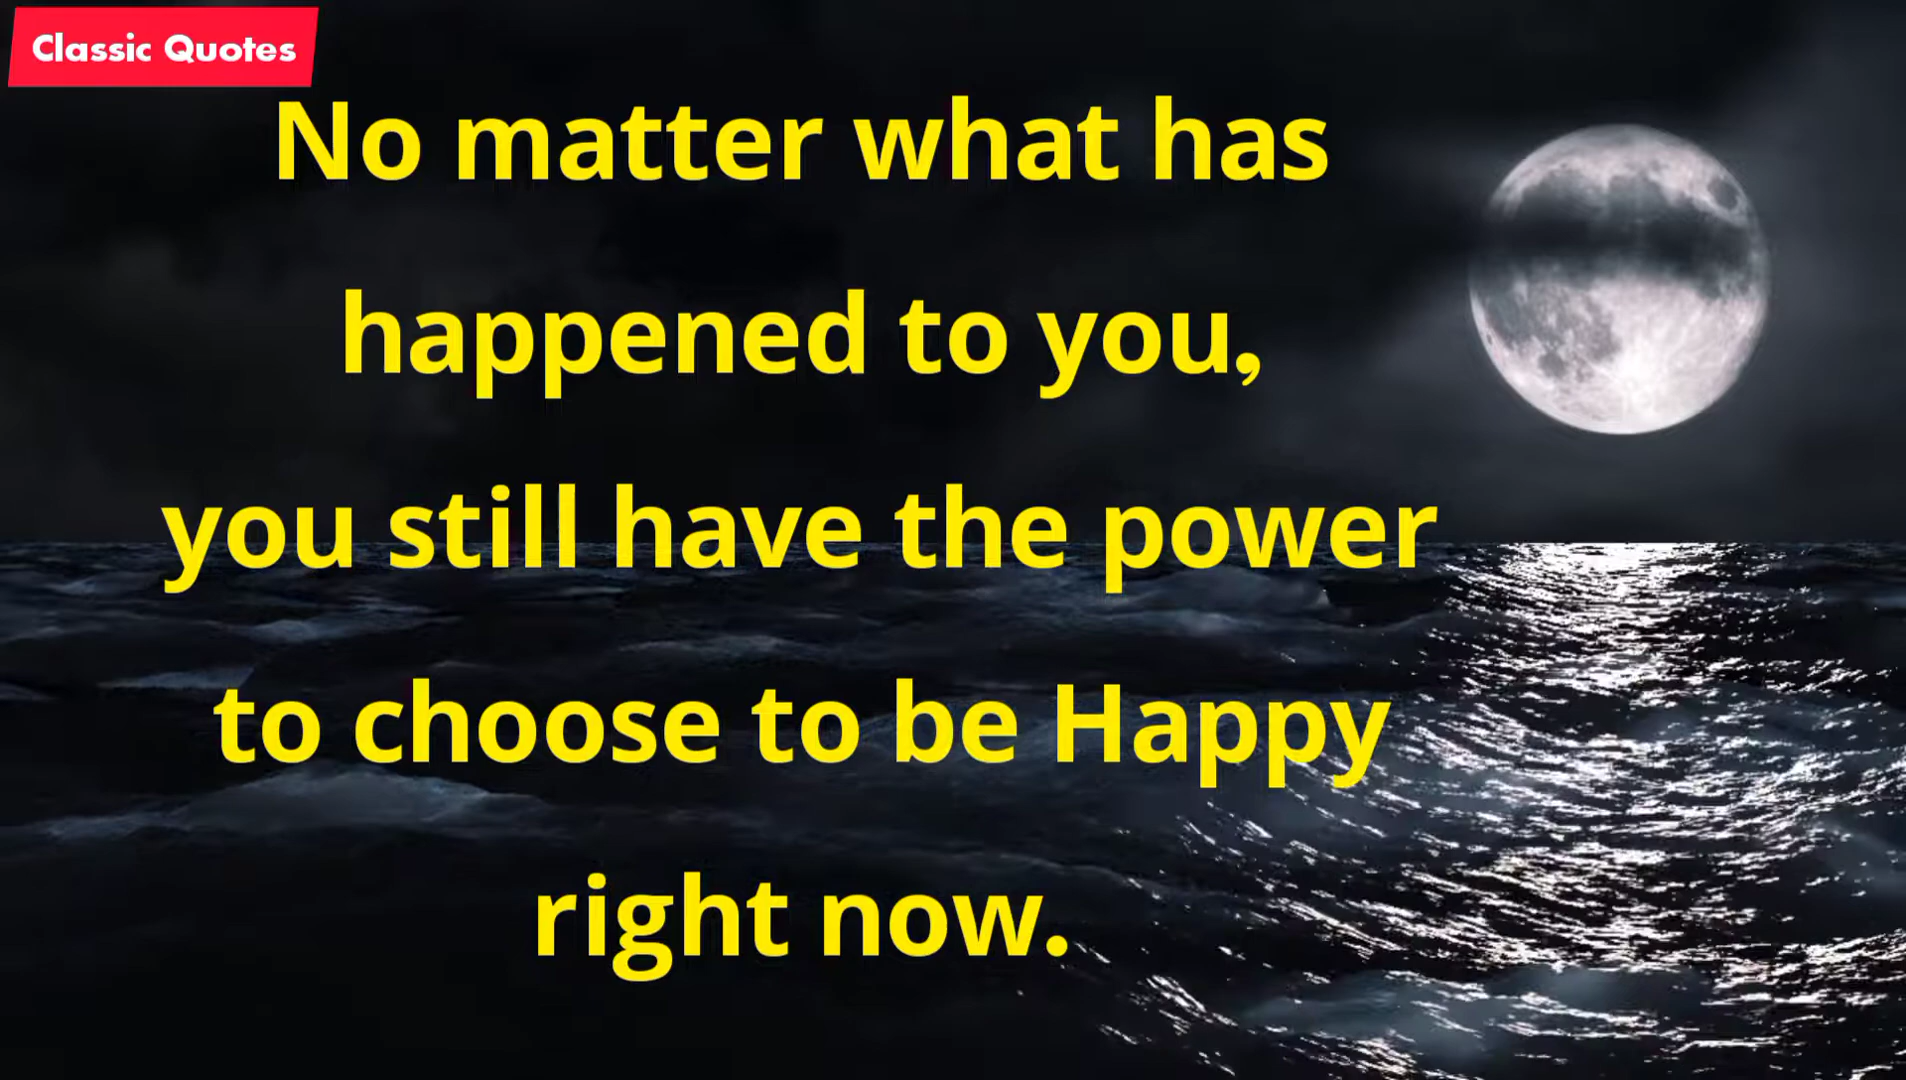 Classic Quotes
No matter what has
happened to you,
you still have the power
to choose to be Happy
right now.